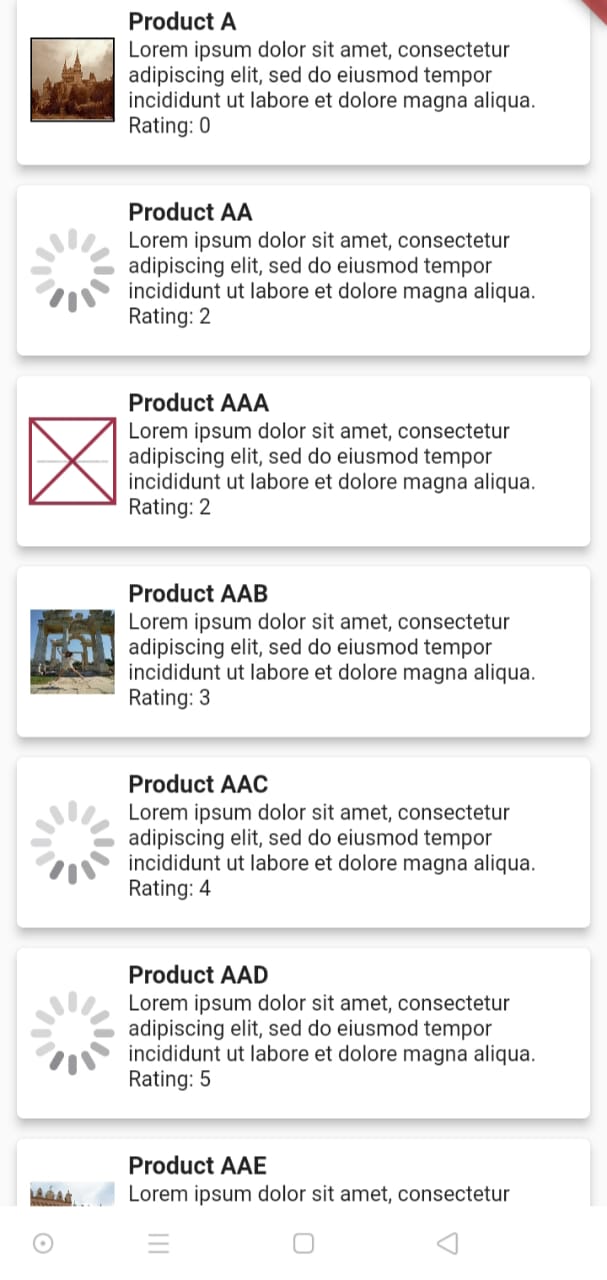 Product A
Lorem ipsum dolor sit amet, consectetur
adipiscing elit, sed do eiusmod tempor
incididunt ut labore et dolore magna aliqua.
Rating: 0
Product AA
Lorem ipsum dolor sit amet, consectetur
adipiscing elit, sed do eiusmod tempor
incididunt ut labore et dolore magna aliqua.
Rating: 2
Product AAA
Lorem ipsum dolor sit amet, consectetur
adipiscing elit, sed do eiusmod tempor
incididunt ut labore et dolore magna aliqua.
Rating: 2
Product AAB
Lorem ipsum dolor sit amet, consectetur
adipiscing elit, sed do eiusmod tempor
incididunt ut labore et dolore magna aliqua.
Rating: 3
Product AAC
Lorem ipsum dolor sit amet, consectetur
adipiscing elit, sed do eiusmod tempor
incididunt ut labore et dolore magna aliqua.
Rating: 4
Product AAD
Lorem ipsum dolor sit amet, consectetur
adipiscing elit, sed do eiusmod tempor
incididunt ut labore et dolore magna aliqua.
Rating: 5
Product AAE
Lorem ipsum dolor sit amet, consectetur